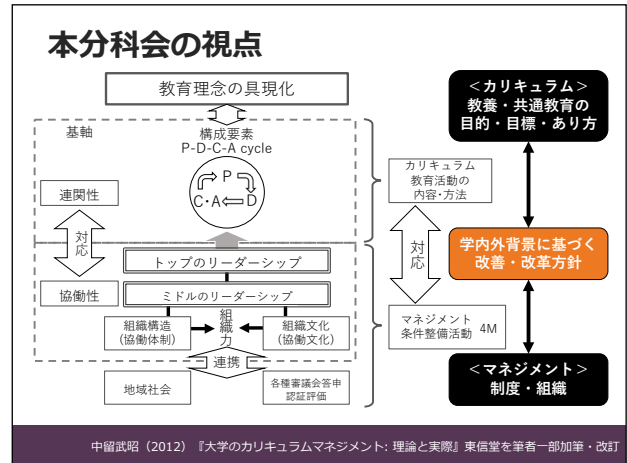 本分科会の視点
教育理念の具現化
基軸
構成要素
P-D-C-A cycle
P
C・A
D
連関性
対応
協働性
トップのリーダーシップ
ミドルのリーダーシップ
組織構造
(協働体制)
組織力
組織文化
(協働文化)
連携
地域社会
各種審議会答申
認証評価
カリキュラム
教育活動の
内容・方法
対応
マネジメント
条件整備活動 4M
＜カリキュラム＞
教養・共通教育の
目的・目標・あり方
学内外背景に基づく
改善・改革方針
＜マネジメント＞
制度・組織
中留武昭（2012）『大学のカリキュラムマネジメント: 理論と実際』東信堂を筆者一部加筆・改訂